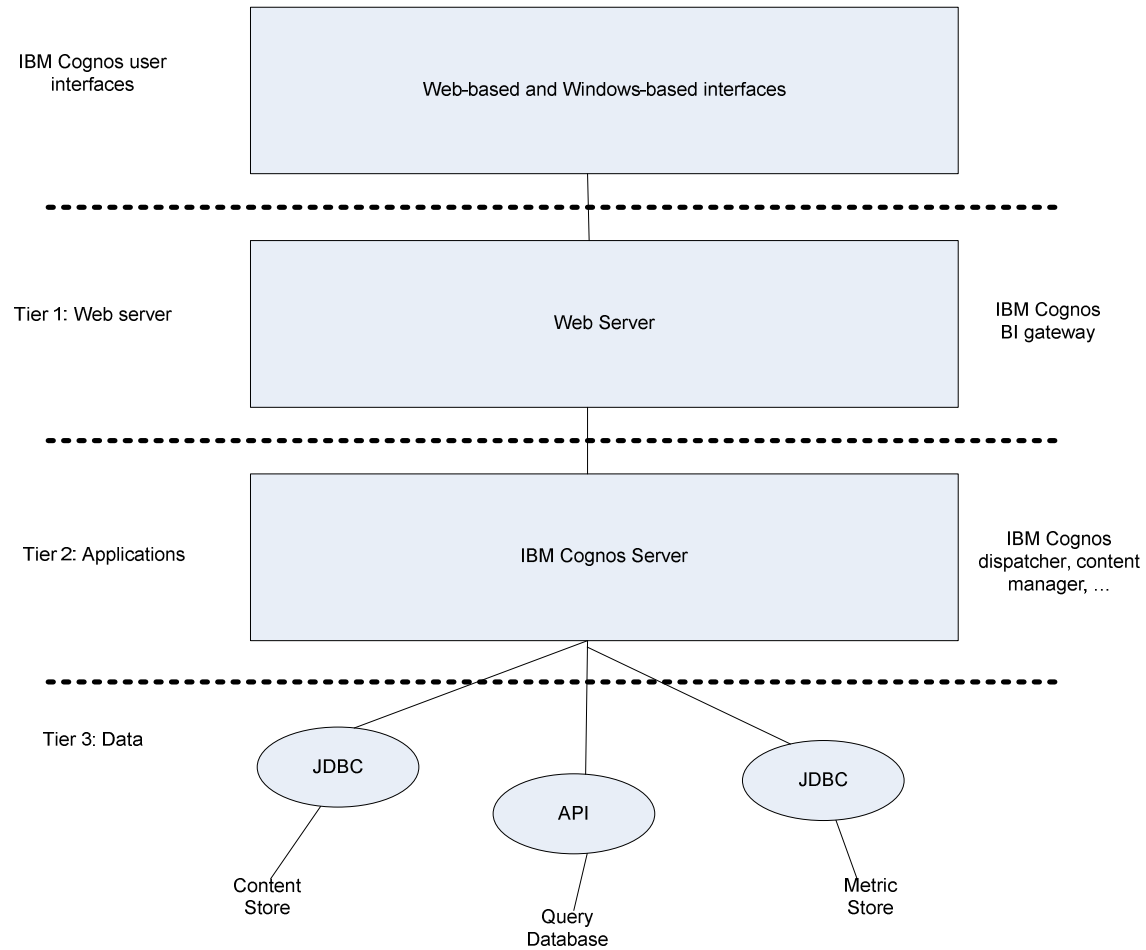 IBM Cognos user
interfaces
Web-based and Windows-based interfaces
Tier 1: Web server
Web Server
IBM Cognos
BI gateway
Tier 2: Applications
IBM Cognos Server
IBM Cognos
dispatcher, content
manager, ...
Tier 3: Data
JDBC
API
JDBC
Content
Store
Query
Database
Metric
Store